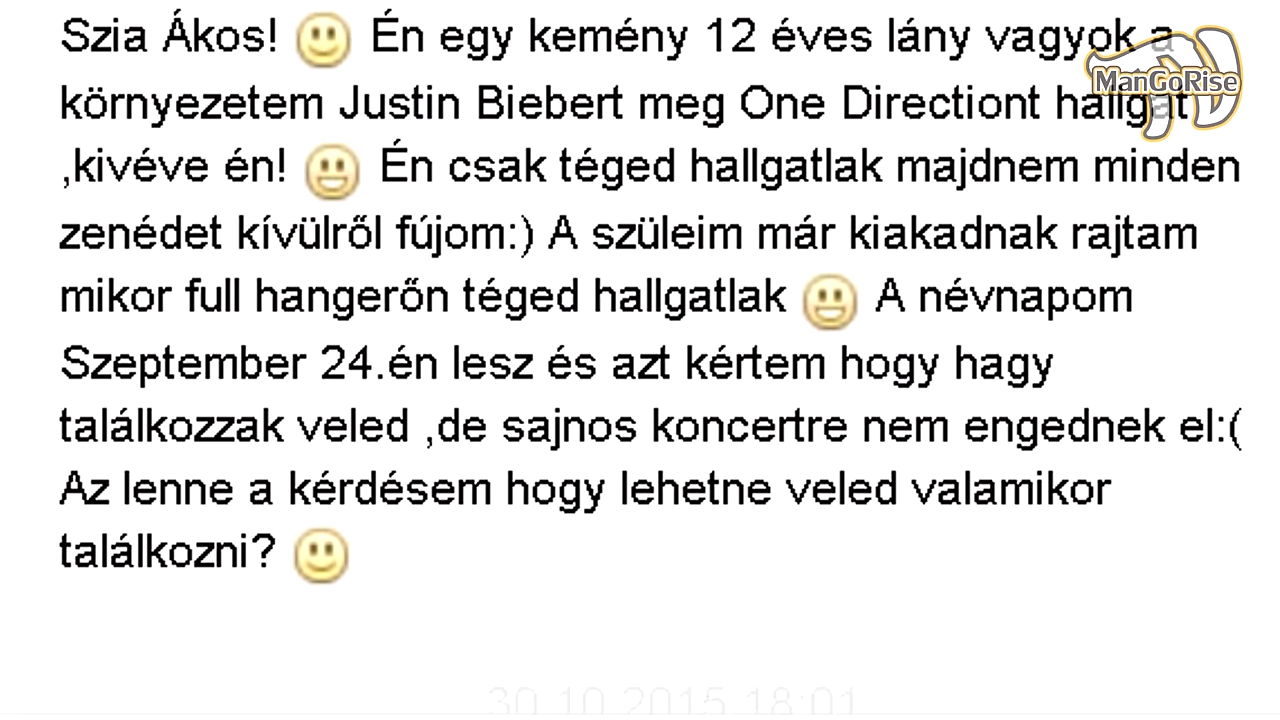 Szia Ákos! Én egy kemény 12 éves lány vagyok a
környezetem Justin Biebert meg One Directiont hallgat
,kivéve én! Én csak téged hallgatlak majdnem minden
zenédet kívülről fújom:) A szüleim már kiakadnak rajtam
mikor full hangerőn téged hallgatlak A névnapom
Szeptember 24.én lesz és azt kértem hogy hagy
találkozzak veled ,de sajnos koncertre nem engednek el:(
Az lenne a kérdésem hogy lehetne veled valamikor
találkozni?
30.10.2015 18:01
ManGoRise